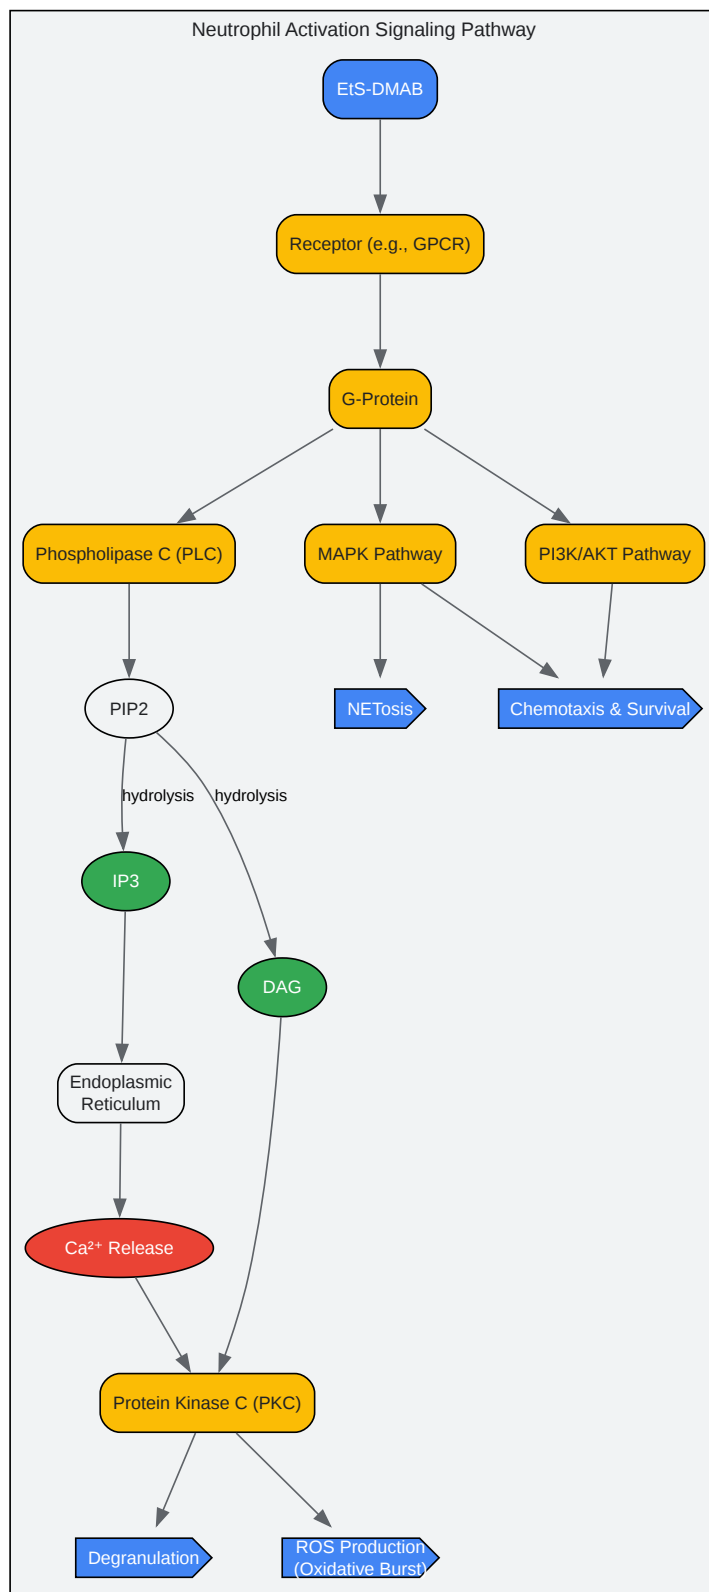 Neutrophil Activation Signaling Pathway
EtS-DMAB
Receptor (e.g., GPCR)
G-Protein
Phospholipase C (PLC)
MAPK Pathway
PI3K/AKT Pathway
PIP2
NETosis
Chemotaxis & Survival
hydrolysis
hydrolysis
IP3
DAG
Endoplasmic
Reticulum
Ca²⁺ Release
Protein Kinase C (PKC)
Degranulation
ROS Production
(Oxidative Burst)